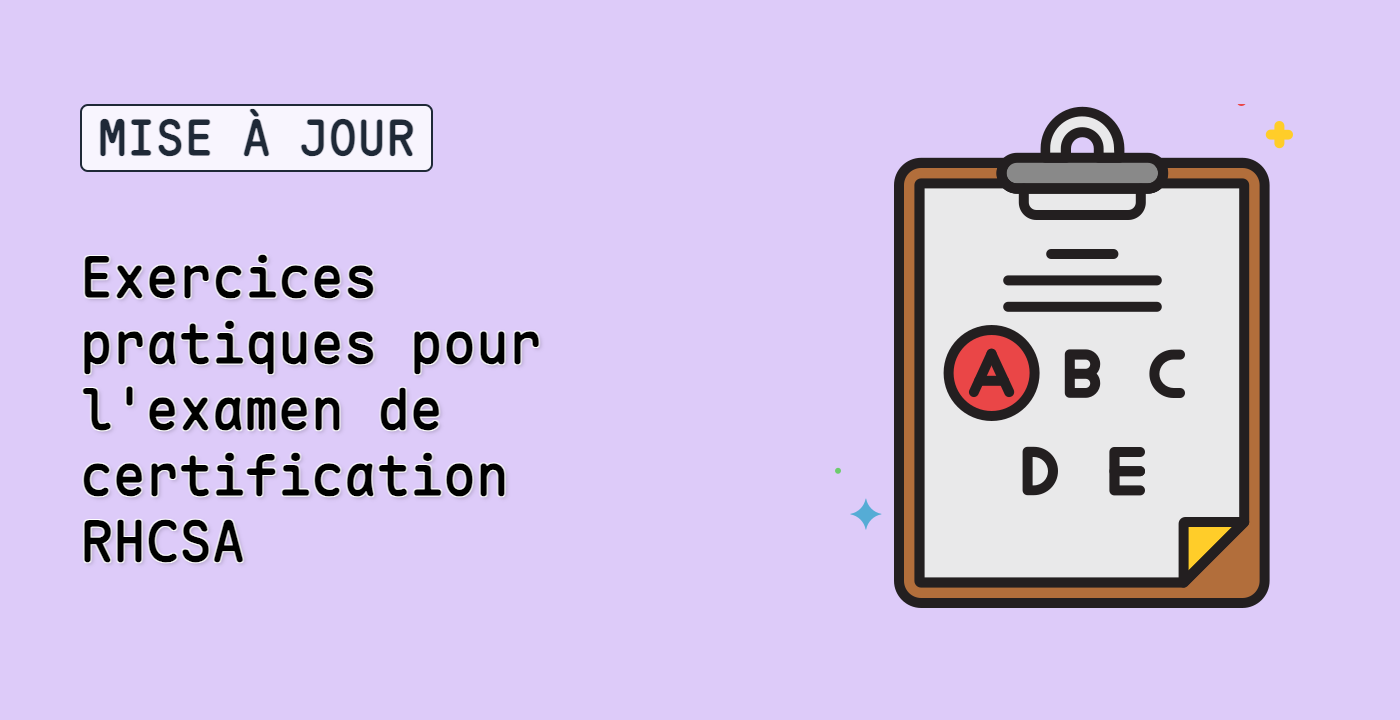 MISE À JOUR
Exercices
pratiques pour
l'examen de
certification
RHCSA
A B C
D E